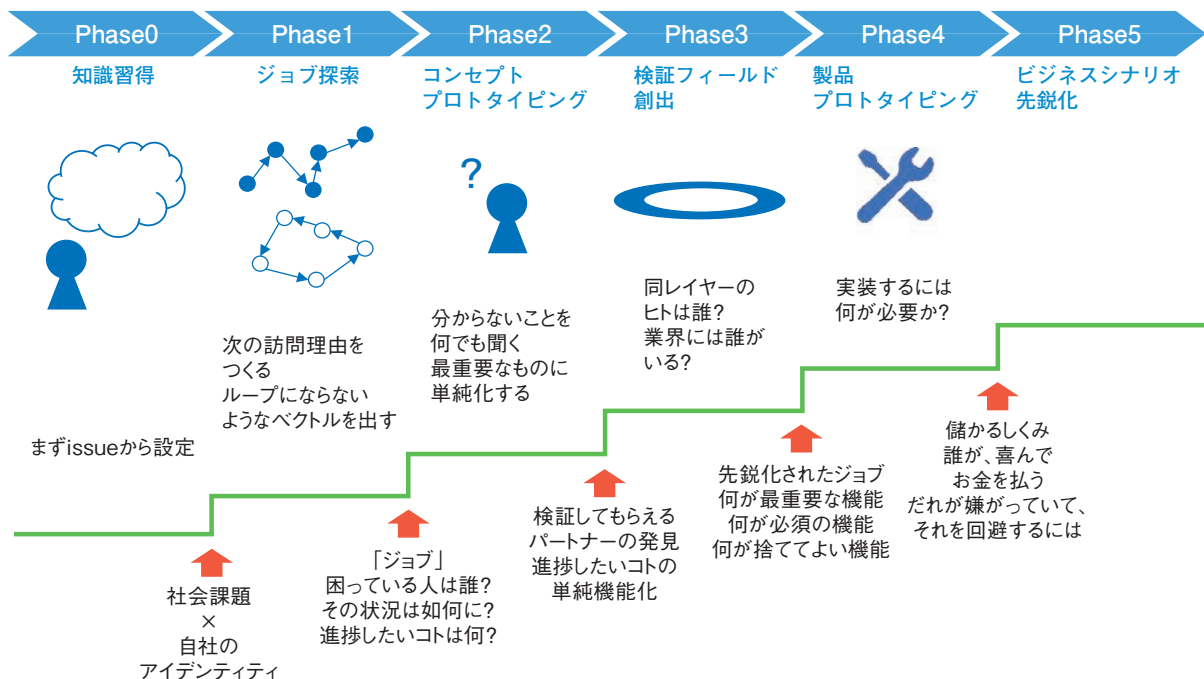 Phase0
Phase1
Phase2
Phase3
Phase4
Phase5
知識習得
ジョブ探索
コンセプト
プロトタイピング
検証フィールド
創出
製品
プロトタイピング
ビジネスシナリオ
先鋭化
?
まずissueから設定
次の訪問理由を
つくる
ループにならない
ようなベクトルを出す
分からないことを
何でも聞く
最重要なものに
単純化する
同レイヤーの
ヒトは誰?
業界には誰が
いる?
実装するには
何が必要か?
社会課題
×
自社の
アイデンティティ
「ジョブ」
困っている人は誰?
その状況は如何に?
進捗したいコトは何?
検証してもらえる
パートナーの発見
進捗したいコトの
単純機能化
先鋭化されたジョブ
何が最重要な機能
何が必須の機能
何が捨ててよい機能
儲かるしくみ
誰が、喜んで
お金を払う
だれが嫌がっていて、
それを回避するには